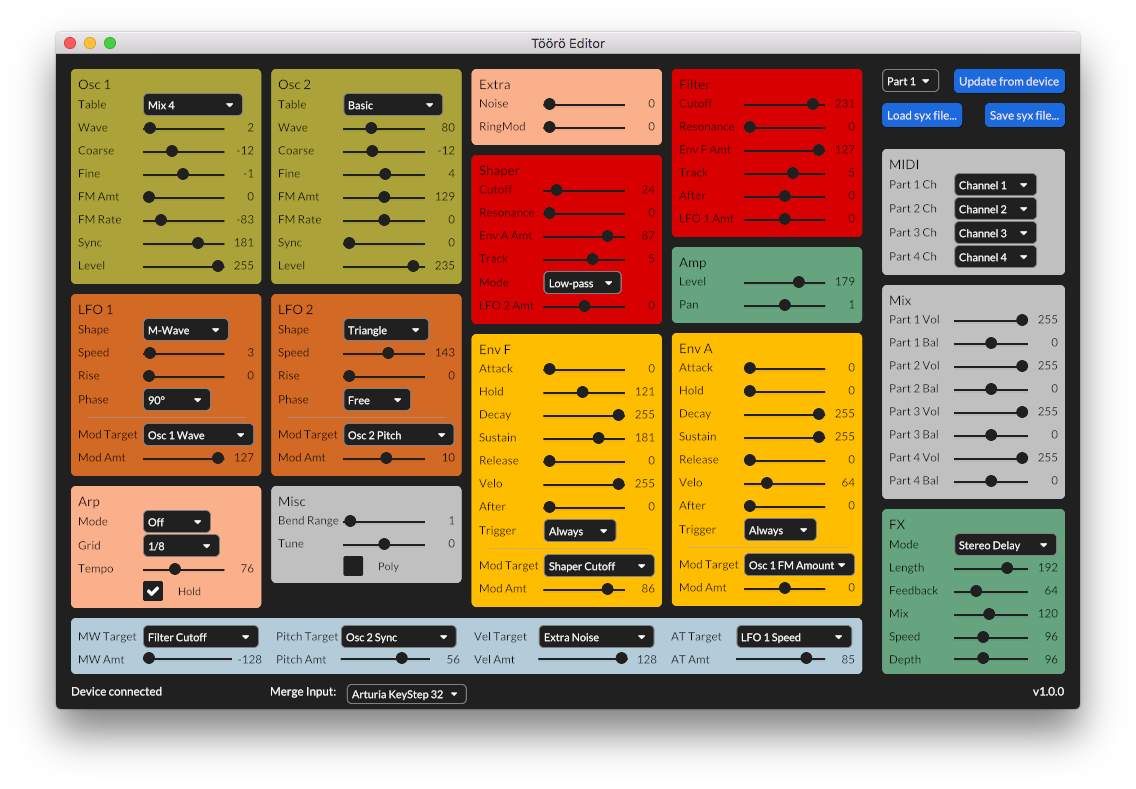 Töörö Editor
Osc 1
Table Mix 4
Wave 2
Coarse -12
Fine -1
FM Amt 0
FM Rate -83
Sync 181
Level 255
Osc 2
Table Basic
Wave 80
Coarse -12
Fine 4
FM Amt 129
FM Rate 0
Sync 0
Level 235
Extra
Noise 0
RingMod 0
Shaper
Cutoff 24
Resonance 0
Env A Amt 87
Track 5
Mode Low-pass
LFO 2 Amt 0
Filter
Cutoff 231
Resonance 0
Env F Amt 127
Track 5
After 0
LFO 1 Amt 0
Amp
Level 179
Pan 1
Part 1 Update from device
Load syx file... Save syx file...
MIDI
Part 1 Ch Channel 1
Part 2 Ch Channel 2
Part 3 Ch Channel 3
Part 4 Ch Channel 4
Mix
Part 1 Vol 255
Part 1 Bal 0
Part 2 Vol 255
Part 2 Bal 0
Part 3 Vol 255
Part 3 Bal 0
Part 4 Vol 255
Part 4 Bal 0
LFO 1
Shape M-Wave
Speed 3
Rise 0
Phase 90°
Mod Target Osc 1 Wave
Mod Amt 127
LFO 2
Shape Triangle
Speed 143
Rise 0
Phase Free
Mod Target Osc 2 Pitch
Mod Amt 10
Env F
Attack 0
Hold 121
Decay 255
Sustain 181
Release 0
Velo 255
After 0
Trigger Always
Mod Target Shaper Cutoff
Mod Amt 86
Env A
Attack 0
Hold 0
Decay 255
Sustain 255
Release 0
Velo 64
After 0
Trigger Always
Mod Target Osc 1 FM Amount
Mod Amt 0
Arp
Mode Off
Grid 1/8
Tempo 76
Hold
Misc
Bend Range 1
Tune 0
Poly
FX
Mode Stereo Delay
Length 192
Feedback 64
Mix 120
Speed 96
Depth 96
MW Target Filter Cutoff Pitch Target Osc 2 Sync Vel Target Extra Noise AT Target LFO 1 Speed
MW Amt -128 Pitch Amt 56 Vel Amt 128 AT Amt 85
Device connected Merge Input: Arturia KeyStep 32 v1.0.0